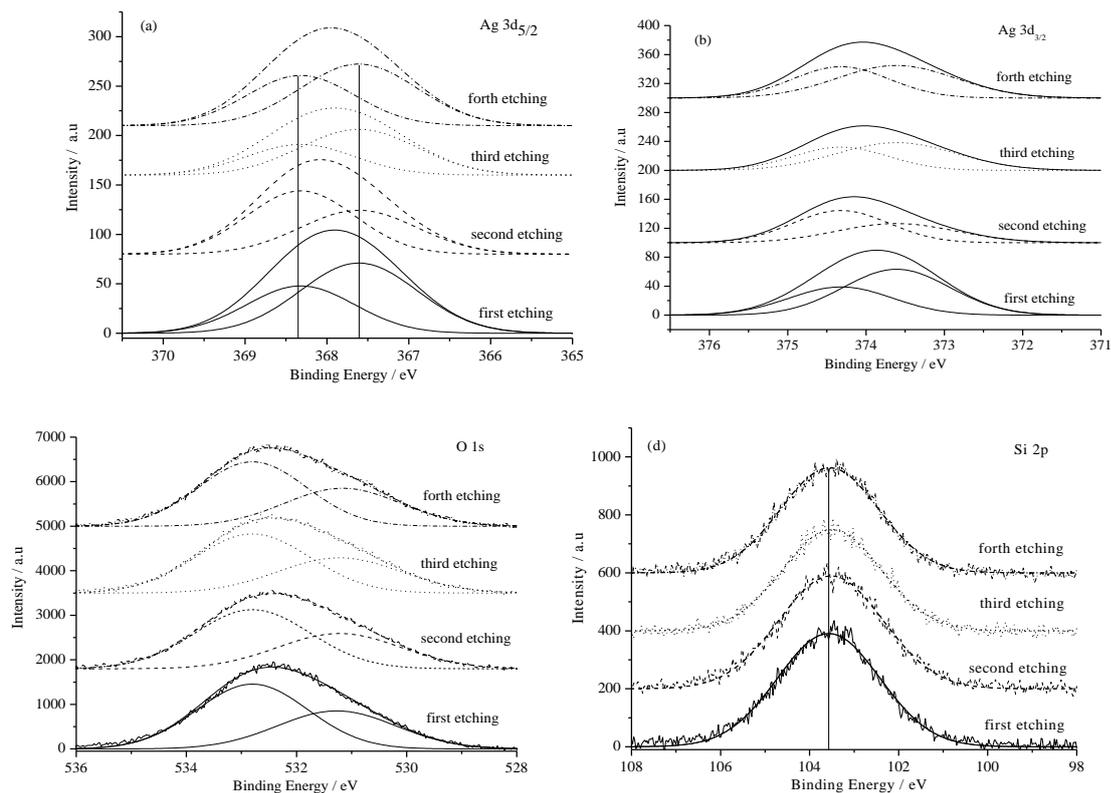 (a)
Ag 3d5/2
300
250
200
150
100
50
0
Intensity / a.u
forth etching
third etching
second etching
first etching
370 369 368 367 366 365
Binding Energy / eV
(b)
Ag 3d3/2
400
360
320
280
240
200
160
120
80
40
0
Intensity / a.u
forth etching
third etching
second etching
first etching
376 375 374 373 372 371
Binding Energy / eV
O 1s
7000
6000
5000
4000
3000
2000
1000
0
Intensity / a.u
forth etching
third etching
second etching
first etching
536 534 532 530 528
Binding Energy / eV
(d)
Si 2p
1000
800
600
400
200
0
Intensity / a.u
forth etching
third etching
second etching
first etching
108 106 104 102 100 98
Binding Energy / eV